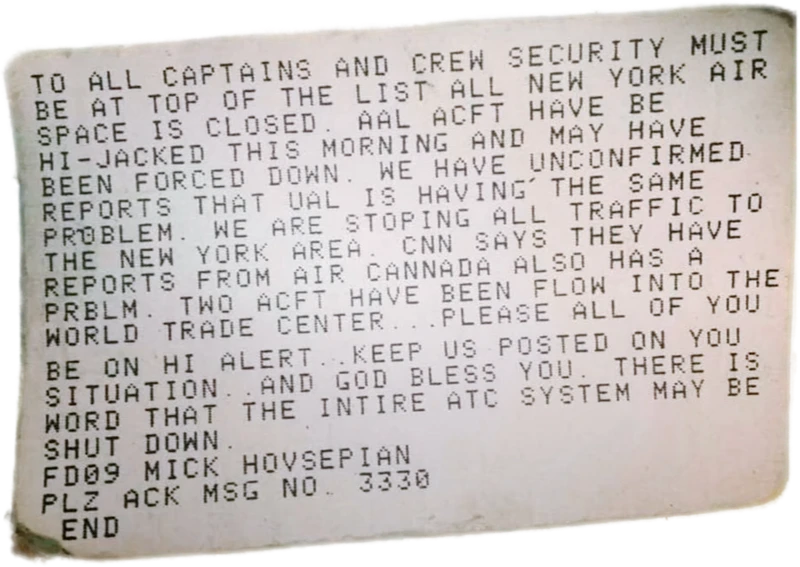 TO ALL CAPTAINS AND CREW SECURITY MUST
BE AT TOP OF THE LIST ALL NEW YORK AIR
SPACE IS CLOSED. AAL ACFT HAVE BE
HI-JACKED THIS MORNING AND MAY HAVE
BEEN FORCED DOWN. WE HAVE UNCONFIRMED
REPORTS THAT UAL IS HAVING THE SAME
PROBLEM. WE ARE STOPING ALL TRAFFIC TO
THE NEW YORK AREA. CNN SAYS THEY HAVE
REPORTS FROM AIR CANNADA ALSO HAS A
PRBLM. TWO ACFT HAVE BEEN FLOW INTO THE
WORLD TRADE CENTER...PLEASE ALL OF YOU
BE ON HI ALERT...KEEP US POSTED ON YOU
SITUATION...AND GOD BLESS YOU. THERE IS
WORD THAT THE INTIRE ATC SYSTEM MAY BE
SHUT DOWN.
FD09 MICK HOVSEPIAN
PLZ ACK MSG NO. 3330
END